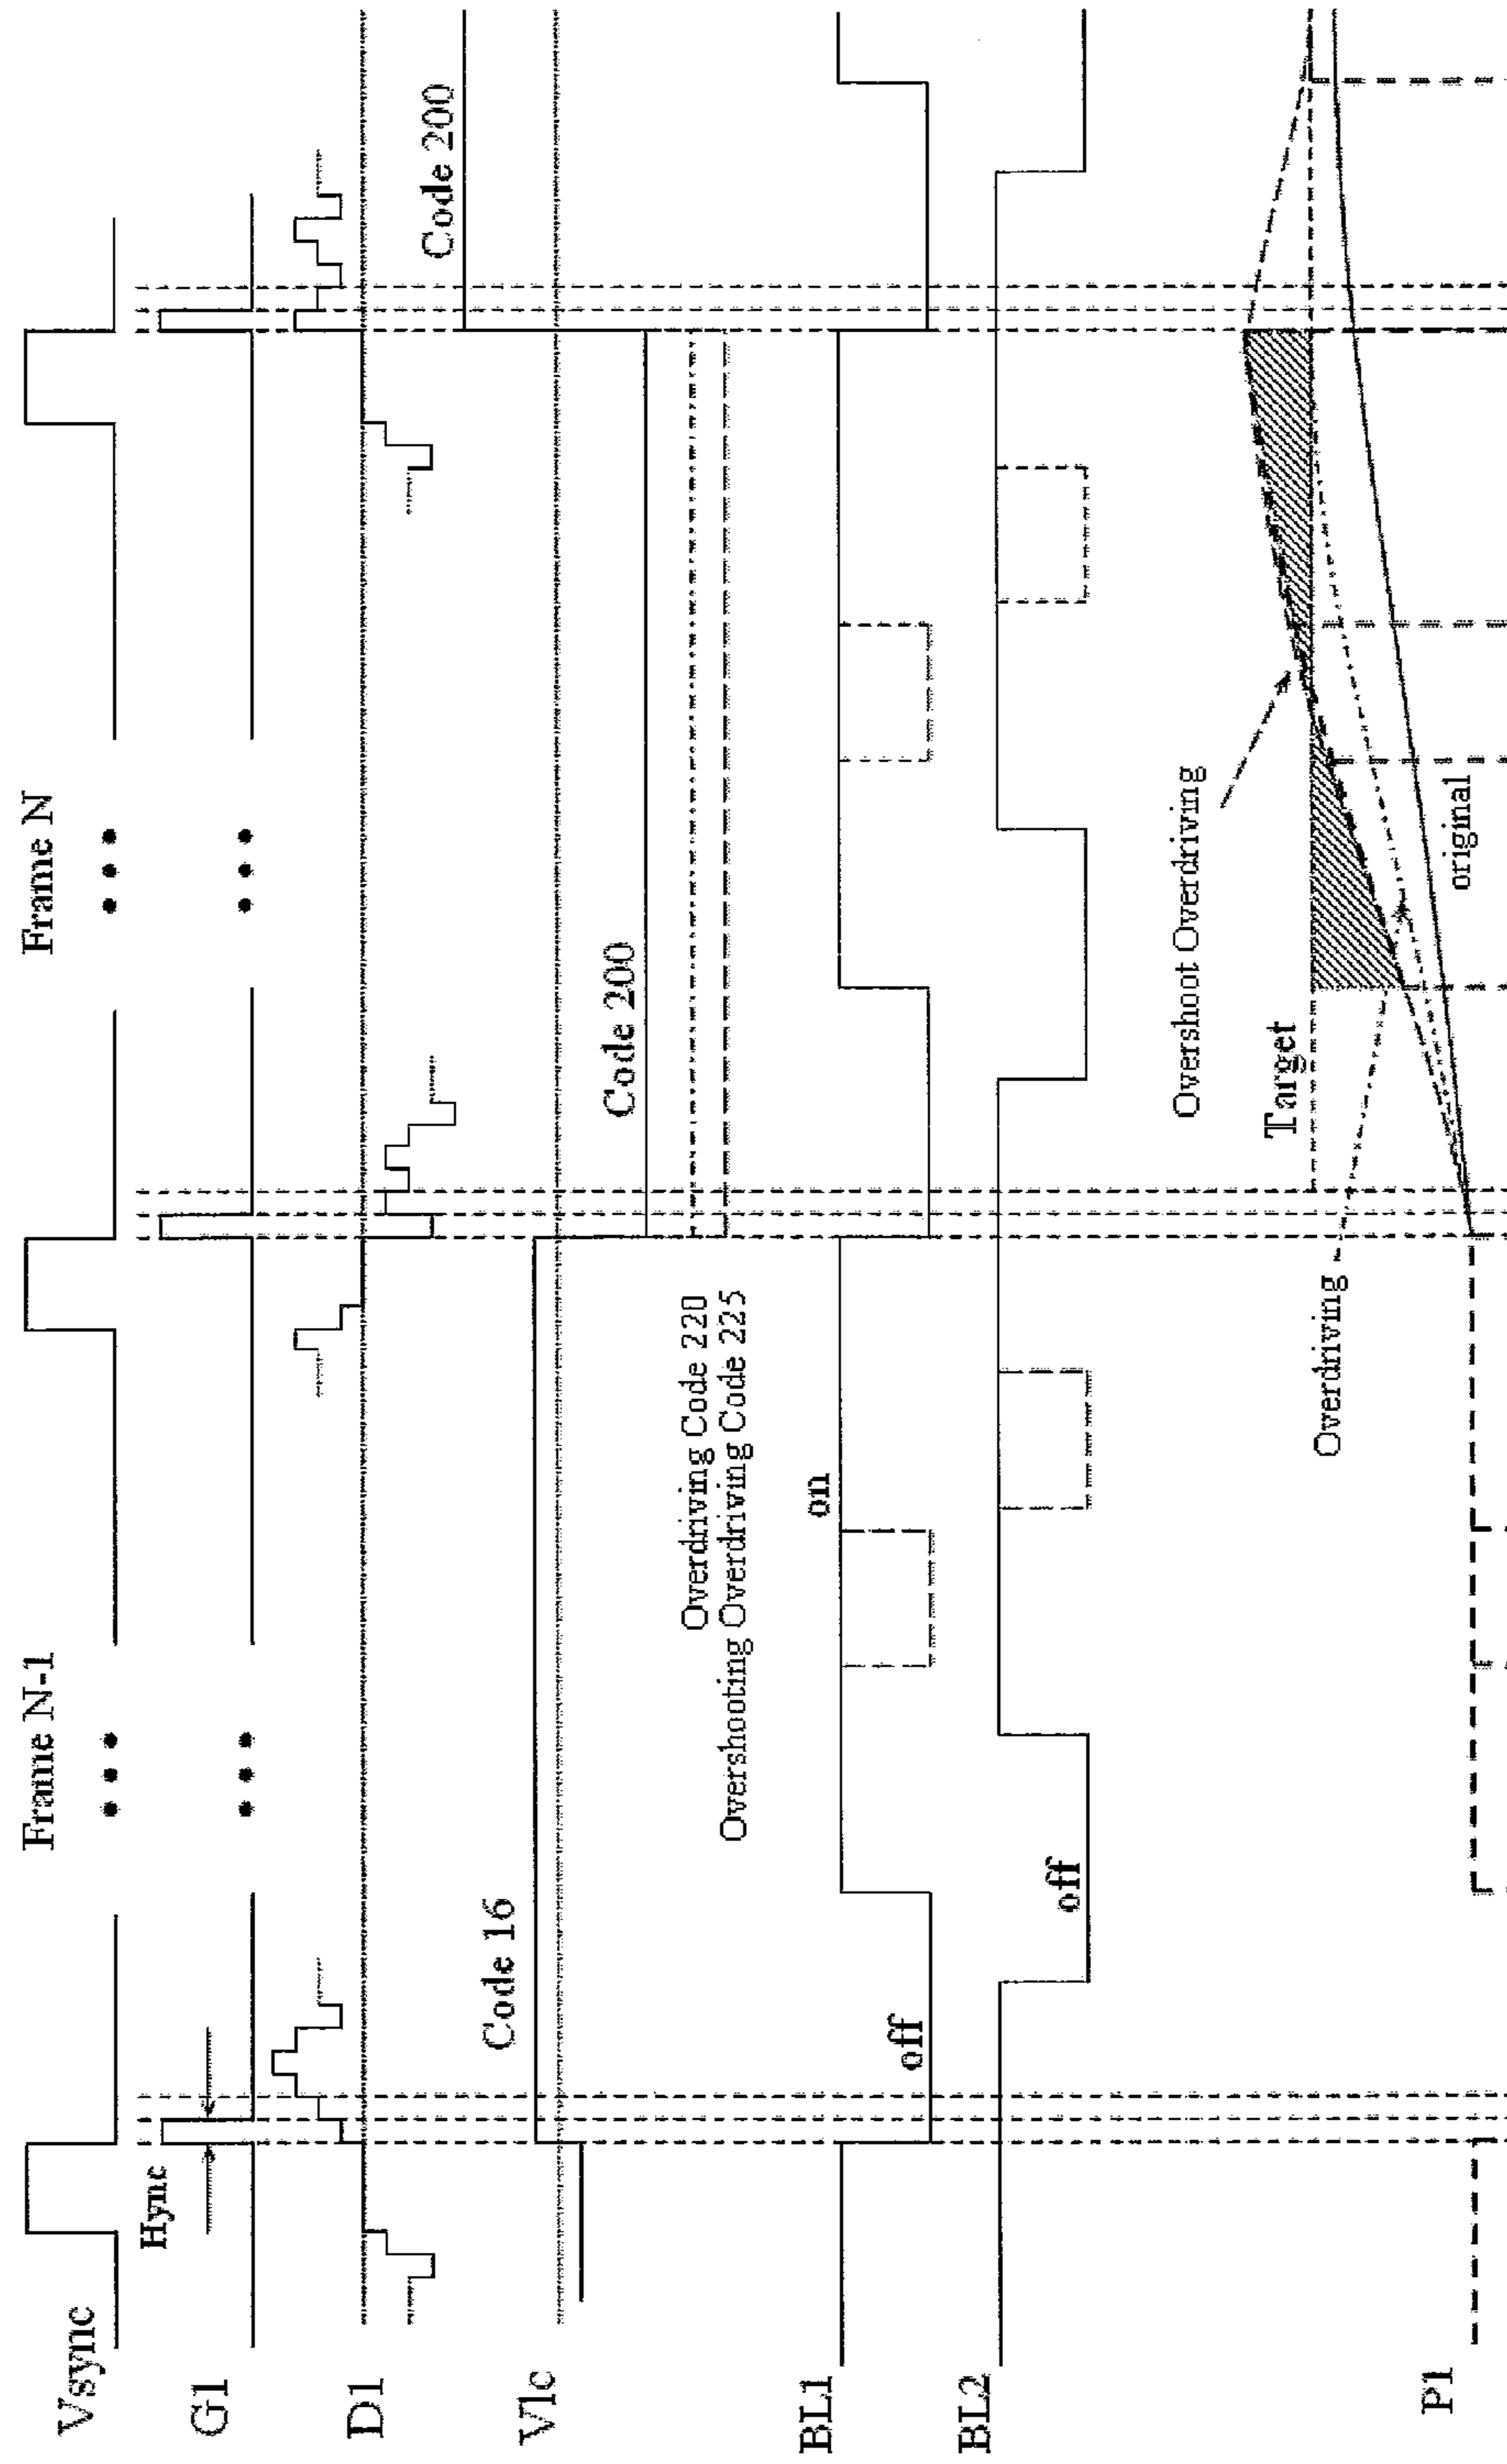 Frame N-1
Frame N
Vsync
Hync
G1
D1
Vlc
Code 16
Code 200
Code 200
Overdriving Code 220
Overshooting Overdriving Code 225
BL1
off
on
BL2
off
Overshoot Overdriving
Target
Overdriving
original
P1